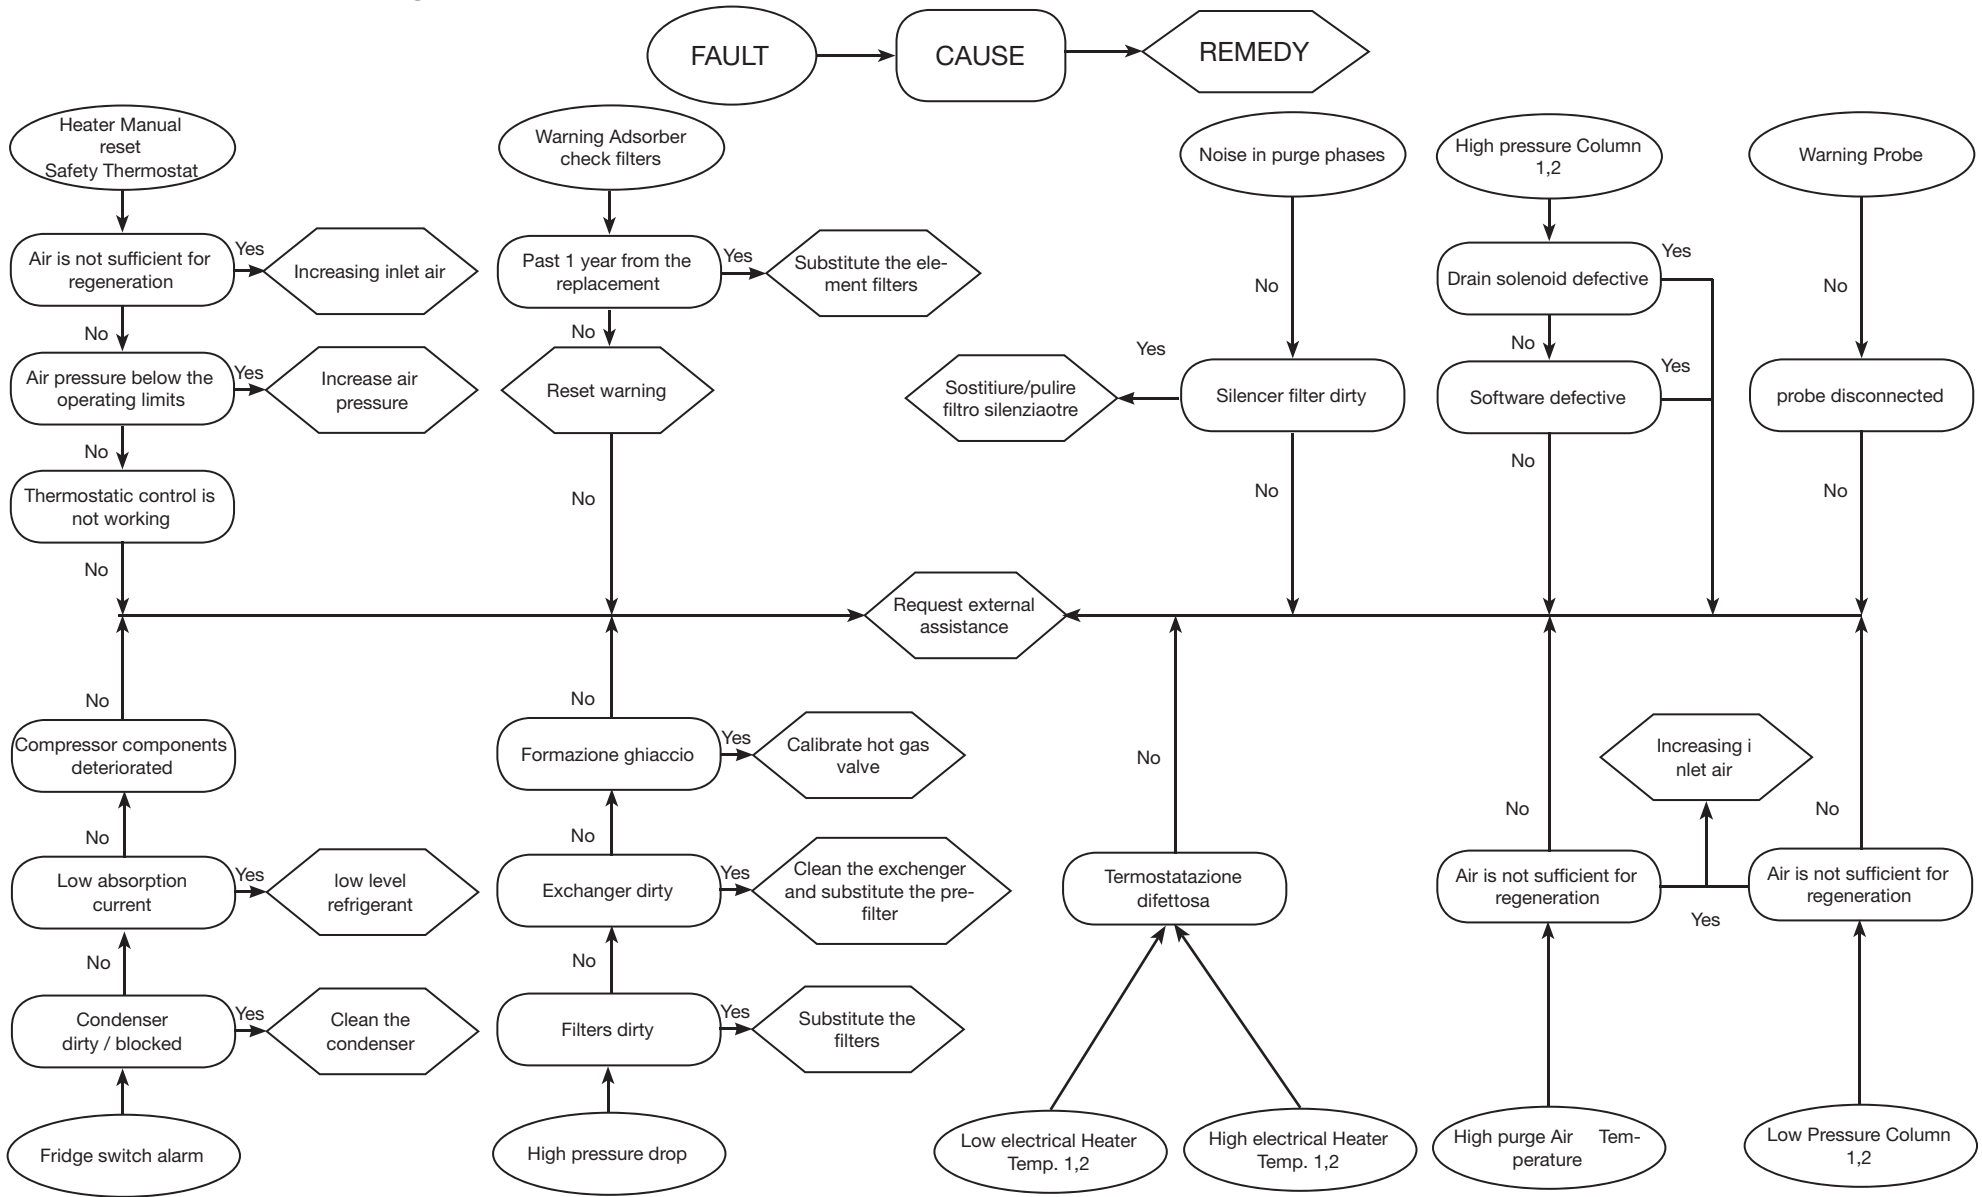 FAULT
CAUSE
REMEDY
Heater Manual
reset
Safety Thermostat
Warning Adsorber
check filters
Noise in purge phases
High pressure Column
1,2
Warning Probe
Air is not sufficient for
regeneration
Yes
Increasing inlet air
Past 1 year from the
replacement
Yes
Substitute the ele-
ment filters
No
Drain solenoid defective
Yes
No
No
No
No
Air pressure below the
operating limits
Yes
Increase air
pressure
Reset warning
Yes
Sostitiure/pulire
filtro silenziaotre
Silencer filter dirty
Software defective
Yes
probe disconnected
No
No
No
No
No
Thermostatic control is
not working
No
Request external
assistance
No
No
Compressor components
deteriorated
Formazione ghiaccio
Yes
Calibrate hot gas
valve
No
Increasing i
nlet air
No
No
No
No
Low absorption
current
Yes
low level
refrigerant
Exchanger dirty
Yes
Clean the exchenger
and substitute the pre-
filter
Termostatazione
difettosa
Air is not sufficient for
regeneration
Yes
Air is not sufficient for
regeneration
No
No
Condenser
dirty / blocked
Yes
Clean the
condenser
Filters dirty
Yes
Substitute the
filters
Fridge switch alarm
High pressure drop
Low electrical Heater
Temp. 1,2
High electrical Heater
Temp. 1,2
High purge Air Tem-
perature
Low Pressure Column
1,2